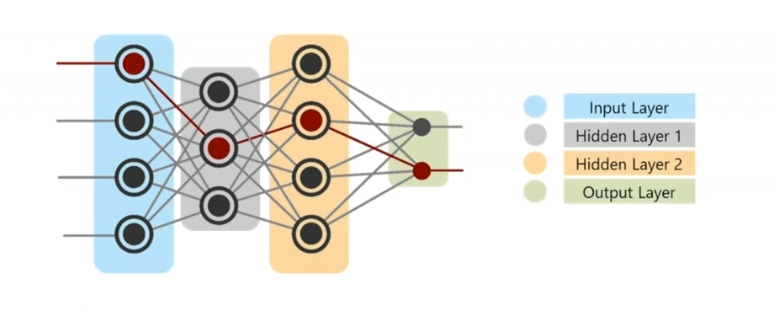 Input Layer
Hidden Layer 1
Hidden Layer 2
Output Layer